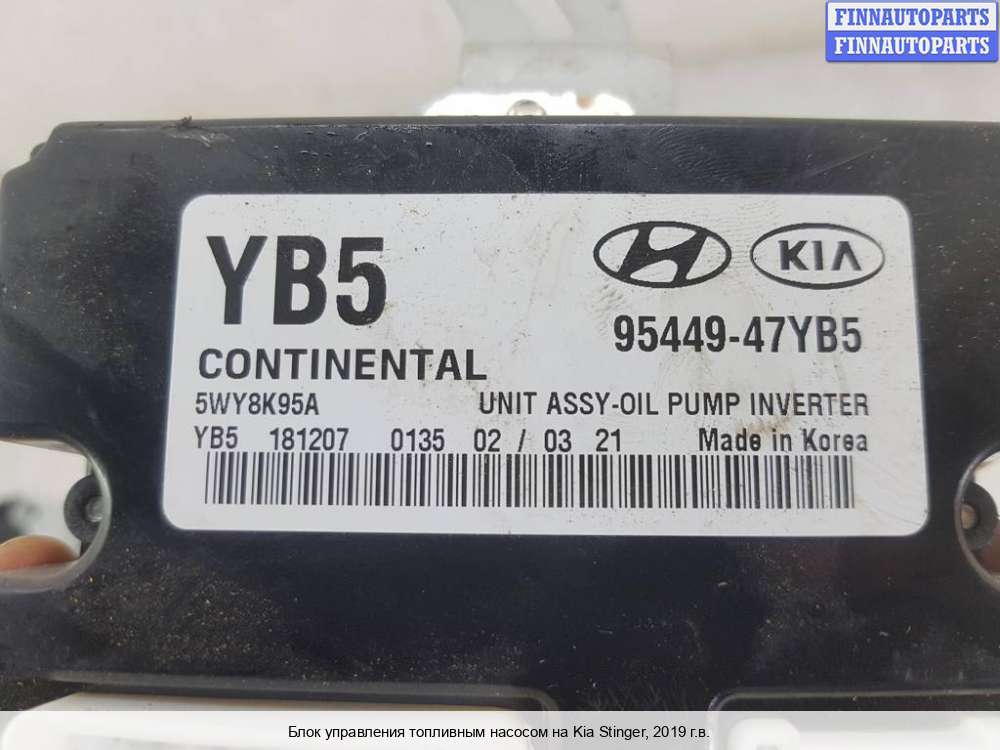 FINNAUTOPARTS
FINNAUTOPARTS
YB5
KIA
95449-47YB5
CONTINENTAL
5WY8K95A UNIT ASSY-OIL PUMP INVERTER
YB5 181207 0135 02 / 03 21 Made in Korea
Блок управления топливным насосом на Kia Stinger, 2019 г.в.